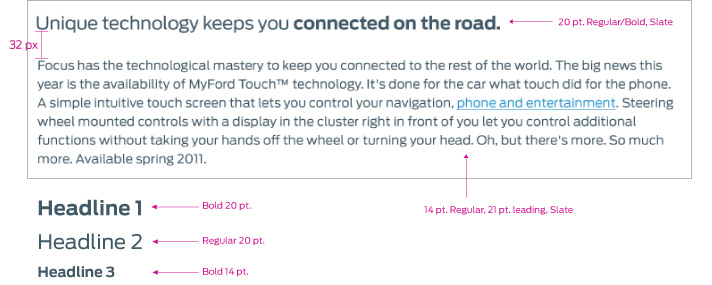 Unique technology keeps you connected on the road.
20 pt. Regular/Bold, Slate
32 px
Focus has the technological mastery to keep you connected to the rest of the world. The big news this
year is the availability of MyFord Touch™ technology. It's done for the car what touch did for the phone.
A simple intuitive touch screen that lets you control your navigation, phone and entertainment. Steering
wheel mounted controls with a display in the cluster right in front of you let you control additional
functions without taking your hands off the wheel or turning your head. Oh, but there's more. So much
more. Available spring 2011.
14 pt. Regular, 21 pt. leading, Slate
Headline 1
Bold 20 pt.
Headline 2
Regular 20 pt.
Headline 3
Bold 14 pt.